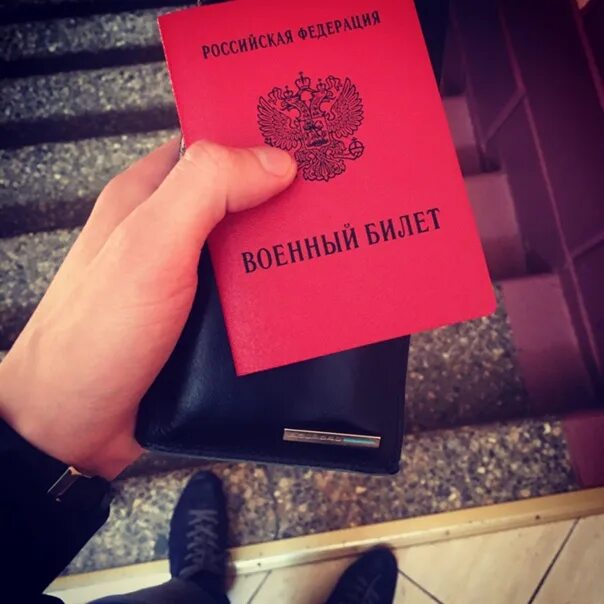 РОССИЙСКАЯ ФЕДЕРАЦИЯ
ВОЕННЫЙ БИЛЕТ